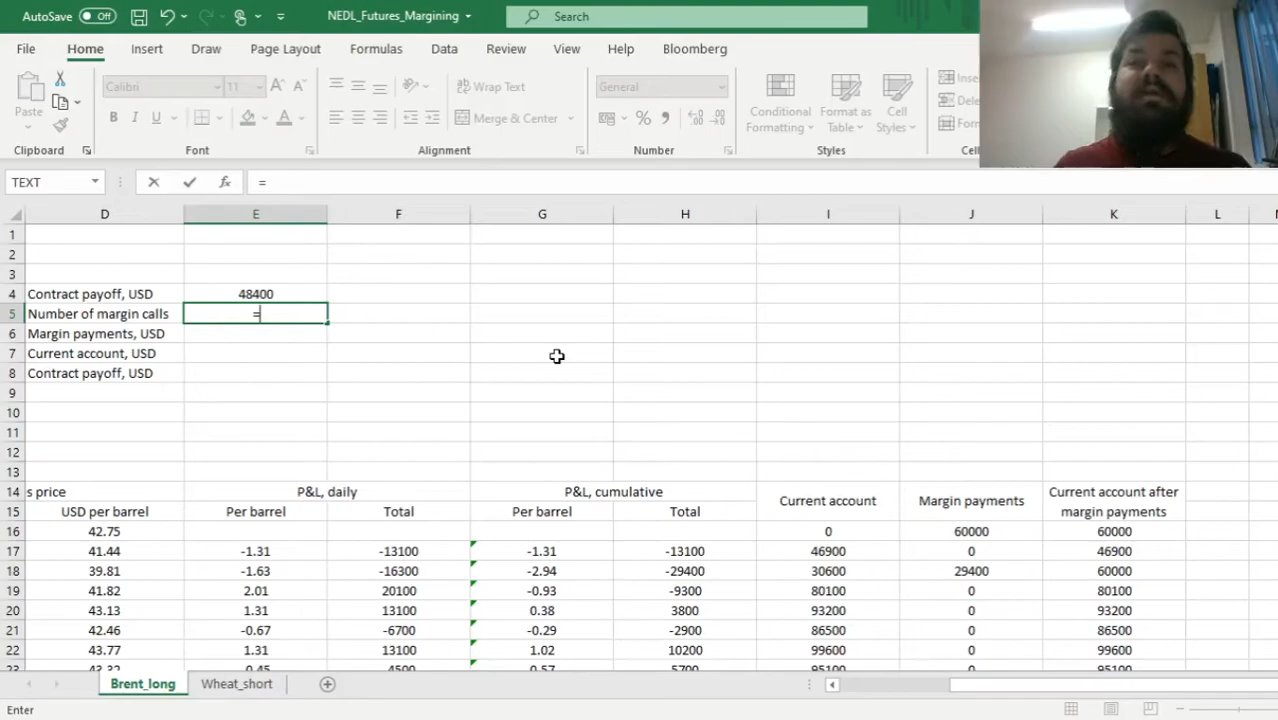 AutoSave Off NEDL_Futures_Margining Search
File Home Insert Draw Page Layout Formulas Data Review View Help Bloomberg
Calibri 11 Wrap Text General Conditional Formatting Format as Table Cell Styles
Paste B I U Merge & Center
Clipboard Font Alignment Number Styles
TEXT fx =
D E F G H I J K L
1
2
3
4 Contract payoff, USD 48400
5 Number of margin calls =
6 Margin payments, USD
7 Current account, USD
8 Contract payoff, USD
9
10
11
12
13
14 s price P&L, daily P&L, cumulative Current account Margin payments Current account after margin payments
15 USD per barrel Per barrel Total Per barrel Total
16 42.75 0 60000 60000
17 41.44 -1.31 -13100 -1.31 -13100 46900 0 46900
18 39.81 -1.63 -16300 -2.94 -29400 30600 29400 60000
19 41.82 2.01 20100 -0.93 -9300 80100 0 80100
20 43.13 1.31 13100 0.38 3800 93200 0 93200
21 42.46 -0.67 -6700 -0.29 -2900 86500 0 86500
22 43.77 1.31 13100 1.02 10200 99600 0 99600
23 43.32 -0.45 -4500 0.57 5700 95100 0 95100
Brent_long Wheat_short
Enter